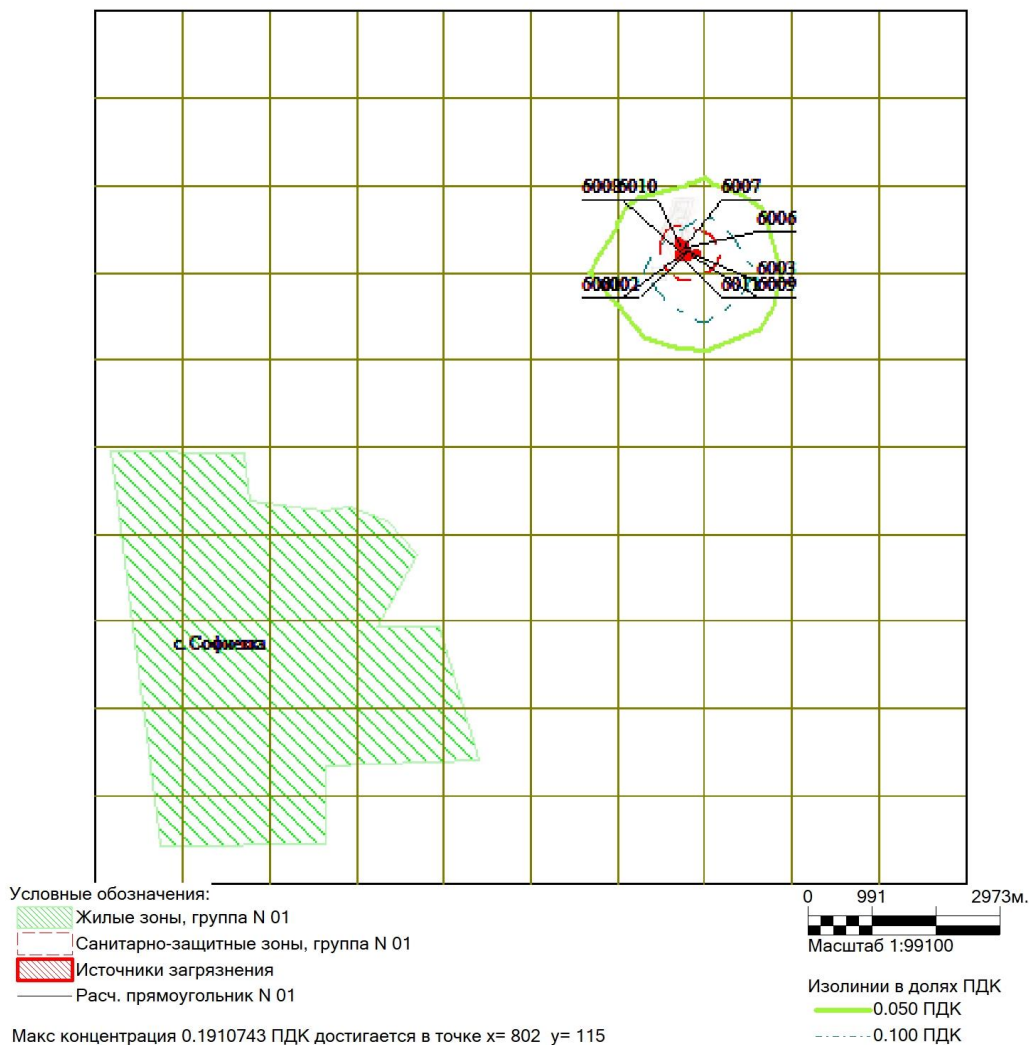 6010
6007
6006
6003
6009
с. Софиевка
Условные обозначения:
Жилые зоны, группа N 01
Санитарно-защитные зоны, группа N 01
Источники загрязнения
Расч. прямоугольник N 01
Макс концентрация 0.1910743 ПДК достигается в точке x= 802 y= 115
0 991 2973м.
Масштаб 1:99100
Изолинии в долях ПДК
0.050 ПДК
0.100 ПДК